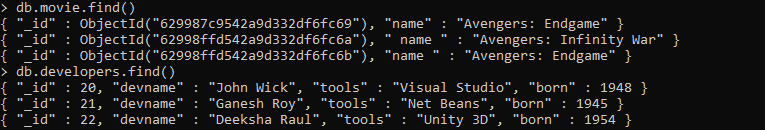 > db.movie.find()
{ "_id" : ObjectId("629987c9542a9d332df6fc69"), "name" : "Avengers: Endgame" }
{ "_id" : ObjectId("62998ffd542a9d332df6fc6a"), " name " : "Avengers: Infinity War" }
{ "_id" : ObjectId("62998ffd542a9d332df6fc6b"), " name " : "Avengers: Endgame" }
> db.developers.find()
{ "_id" : 20, "devname" : "John Wick", "tools" : "Visual Studio", "born" : 1948 }
{ "_id" : 21, "devname" : "Ganesh Roy", "tools" : "Net Beans", "born" : 1945 }
{ "_id" : 22, "devname" : "Deeksha Raul", "tools" : "Unity 3D", "born" : 1954 }